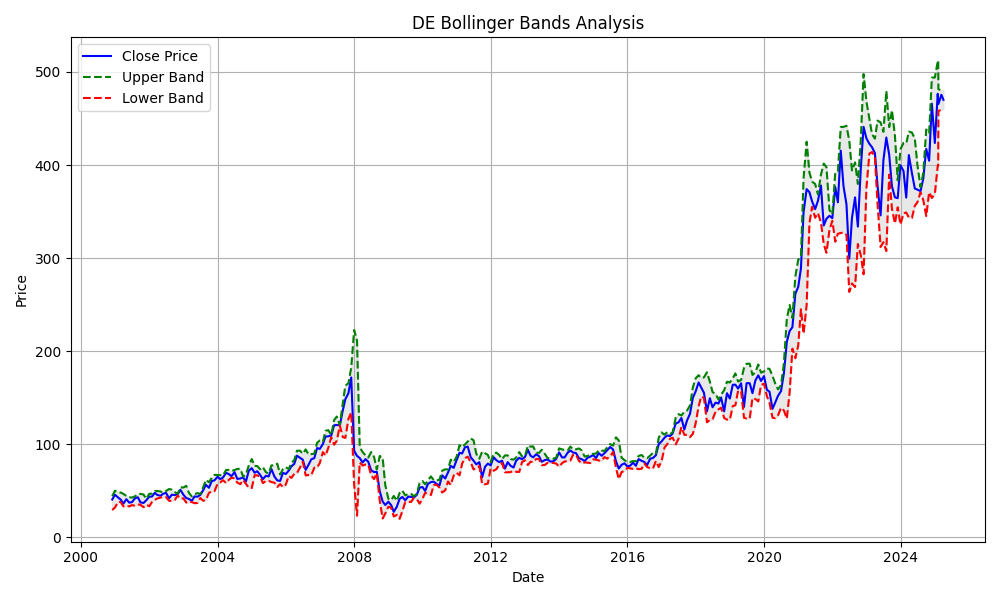 DE Bollinger Bands Analysis
Close Price
Upper Band
Lower Band
Price
500
400
300
200
100
0
2000 2004 2008 2012 2016 2020 2024
Date